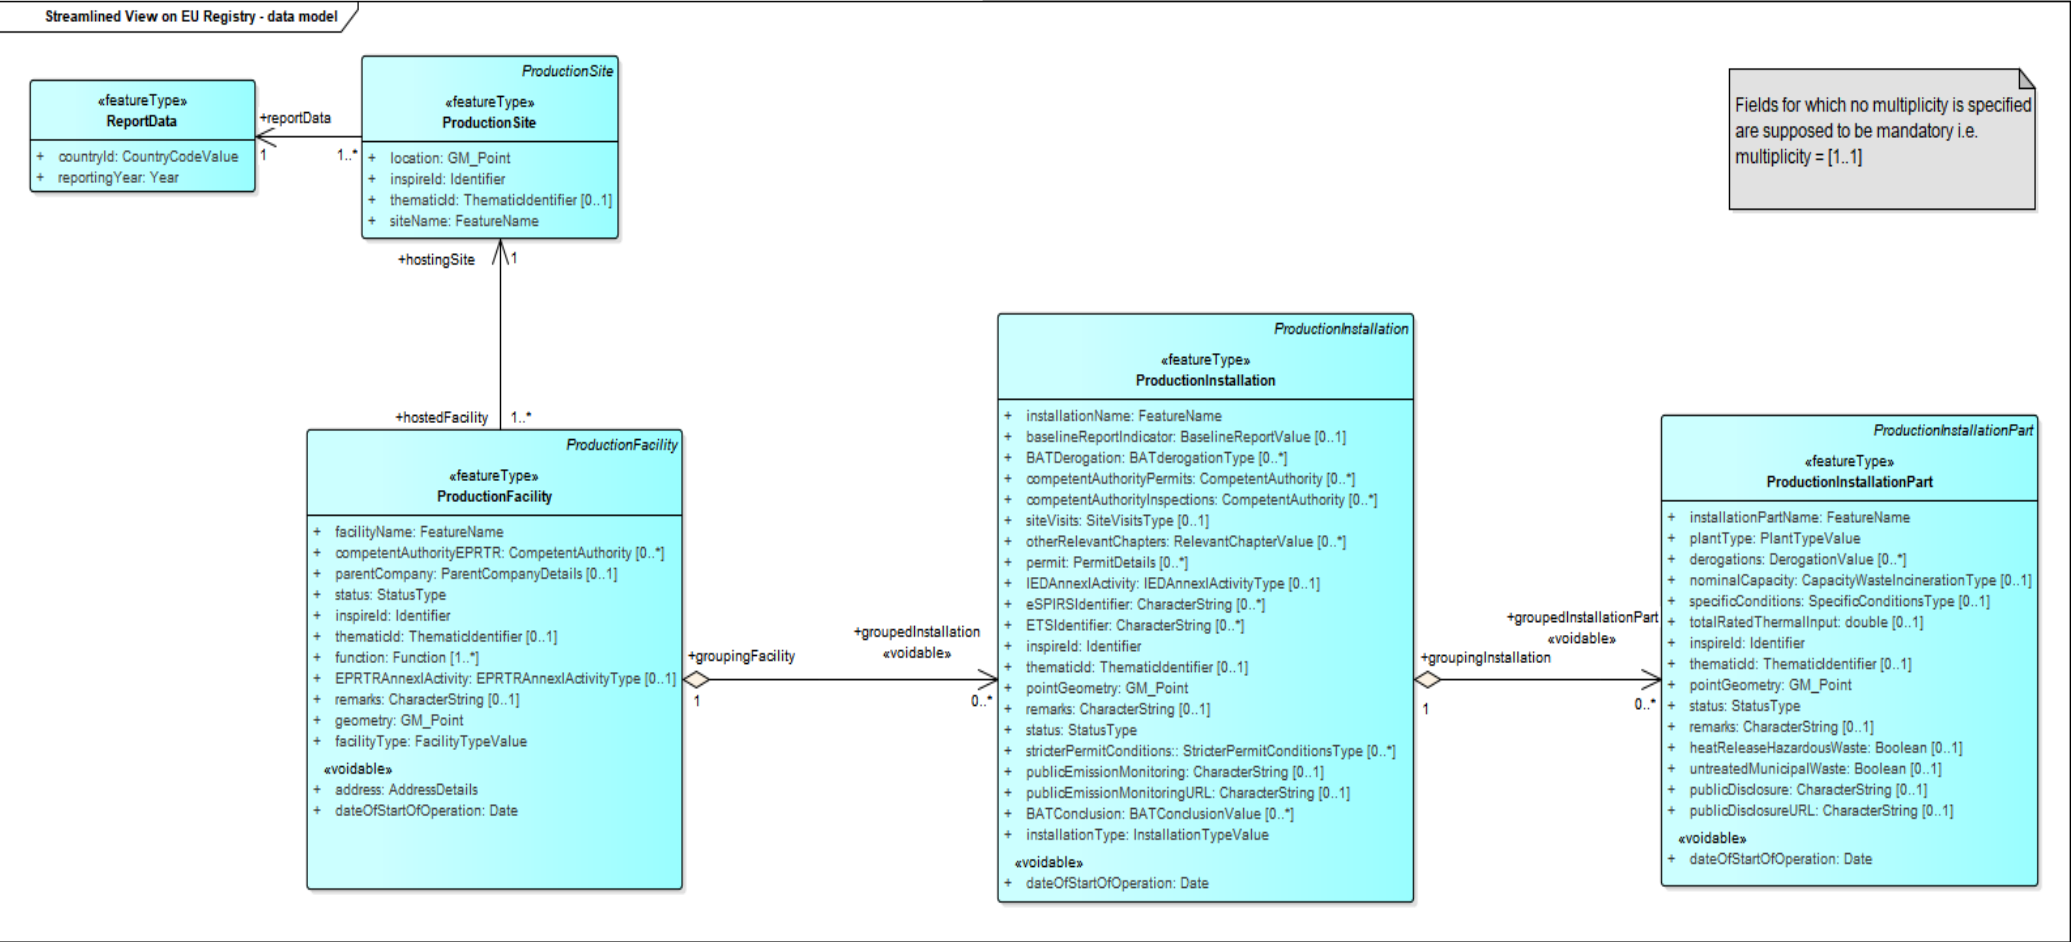 Streamlined View on EU Registry - data model
ProductionSite
«featureType»
ProductionSite
+ location: GM_Point
+ inspireId: Identifier
+ thematicId: ThematicIdentifier [0..1]
+ siteName: FeatureName
«featureType»
ReportData
+ countryId: CountryCodeValue
+ reportingYear: Year
+reportData
1
1..*
Fields for which no multiplicity is specified
are supposed to be mandatory i.e.
multiplicity = [1..1]
+hostingSite
1
+hostedFacility
1..*
ProductionFacility
«featureType»
ProductionFacility
+ facilityName: FeatureName
+ competentAuthorityEPRTR: CompetentAuthority [0..*]
+ parentCompany: ParentCompanyDetails [0..1]
+ status: StatusType
+ inspireId: Identifier
+ thematicId: ThematicIdentifier [0..1]
+ function: Function [1..*]
+ EPRTRAnnexIActivity: EPRTRAnnexIActivityType [0..1]
+ remarks: CharacterString [0..1]
+ geometry: GM_Point
+ facilityType: FacilityTypeValue
«voidable»
+ address: AddressDetails
+ dateOfStartOfOperation: Date
+groupingFacility
1
+groupedInstallation
«voidable»
0..*
ProductionInstallation
«featureType»
ProductionInstallation
+ installationName: FeatureName
+ baselineReportIndicator: BaselineReportValue [0..1]
+ BATDerogation: BATderogationType [0..*]
+ competentAuthorityPermits: CompetentAuthority [0..*]
+ competentAuthorityInspections: CompetentAuthority [0..*]
+ siteVisits: SiteVisitsType [0..1]
+ otherRelevantChapters: RelevantChapterValue [0..*]
+ permit: PermitDetails [0..*]
+ IEDAnnexIActivity: IEDAnnexIActivityType [0..1]
+ eSPIRSIdentifier: CharacterString [0..*]
+ ETSIdentifier: CharacterString [0..*]
+ inspireId: Identifier
+ thematicId: ThematicIdentifier [0..1]
+ pointGeometry: GM_Point
+ remarks: CharacterString [0..1]
+ status: StatusType
+ stricterPermitConditions:: StricterPermitConditionsType [0..*]
+ publicEmissionMonitoring: CharacterString [0..1]
+ publicEmissionMonitoringURL: CharacterString [0..1]
+ BATConclusion: BATConclusionValue [0..*]
+ installationType: InstallationTypeValue
«voidable»
+ dateOfStartOfOperation: Date
+groupingInstallation
1
+groupedInstallationPart
«voidable»
0..*
ProductionInstallationPart
«featureType»
ProductionInstallationPart
+ installationPartName: FeatureName
+ plantType: PlantTypeValue
+ derogations: DerogationValue [0..*]
+ nominalCapacity: CapacityWasteIncinerationType [0..1]
+ specificConditions: SpecificConditionsType [0..1]
+ totalRatedThermalInput: double [0..1]
+ inspireId: Identifier
+ thematicId: ThematicIdentifier [0..1]
+ pointGeometry: GM_Point
+ status: StatusType
+ remarks: CharacterString [0..1]
+ heatReleaseHazardousWaste: Boolean [0..1]
+ untreatedMunicipalWaste: Boolean [0..1]
+ publicDisclosure: CharacterString [0..1]
+ publicDisclosureURL: CharacterString [0..1]
«voidable»
+ dateOfStartOfOperation: Date